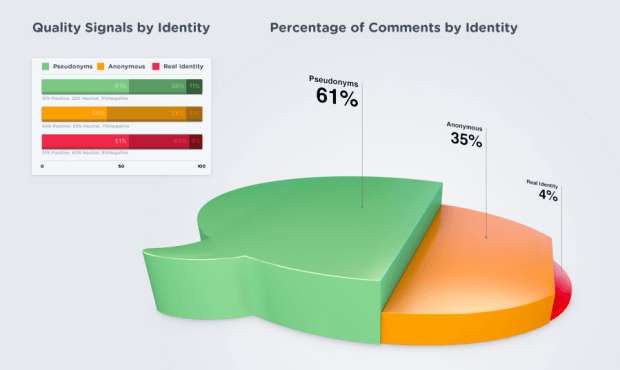 Quality Signals by Identity
Pseudonyms Anonymous Real Identity
61% 28% 11%
61% Positive, 28% Neutral, 11%Negative
34%
34% Positive, 55% Neutral, 11%Negative
51% 40% 9%
51% Positive, 40% Neutral, 9%Negative
0 50 100
Percentage of Comments by Identity
Pseudonyms
61%
Anonymous
35%
Real Identity
4%